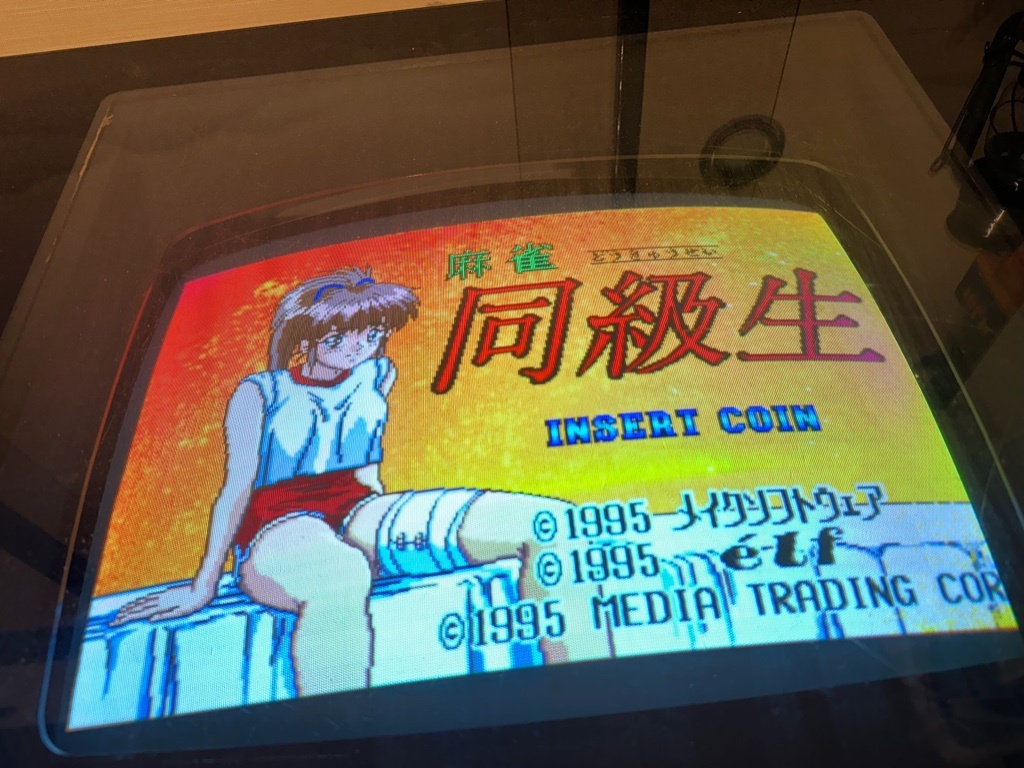 麻雀 どうきゅうせい
同級生
INSERT COIN
©1995 メイクソフトウェア
©1995 élf
©1995 MEDIA TRADING COR